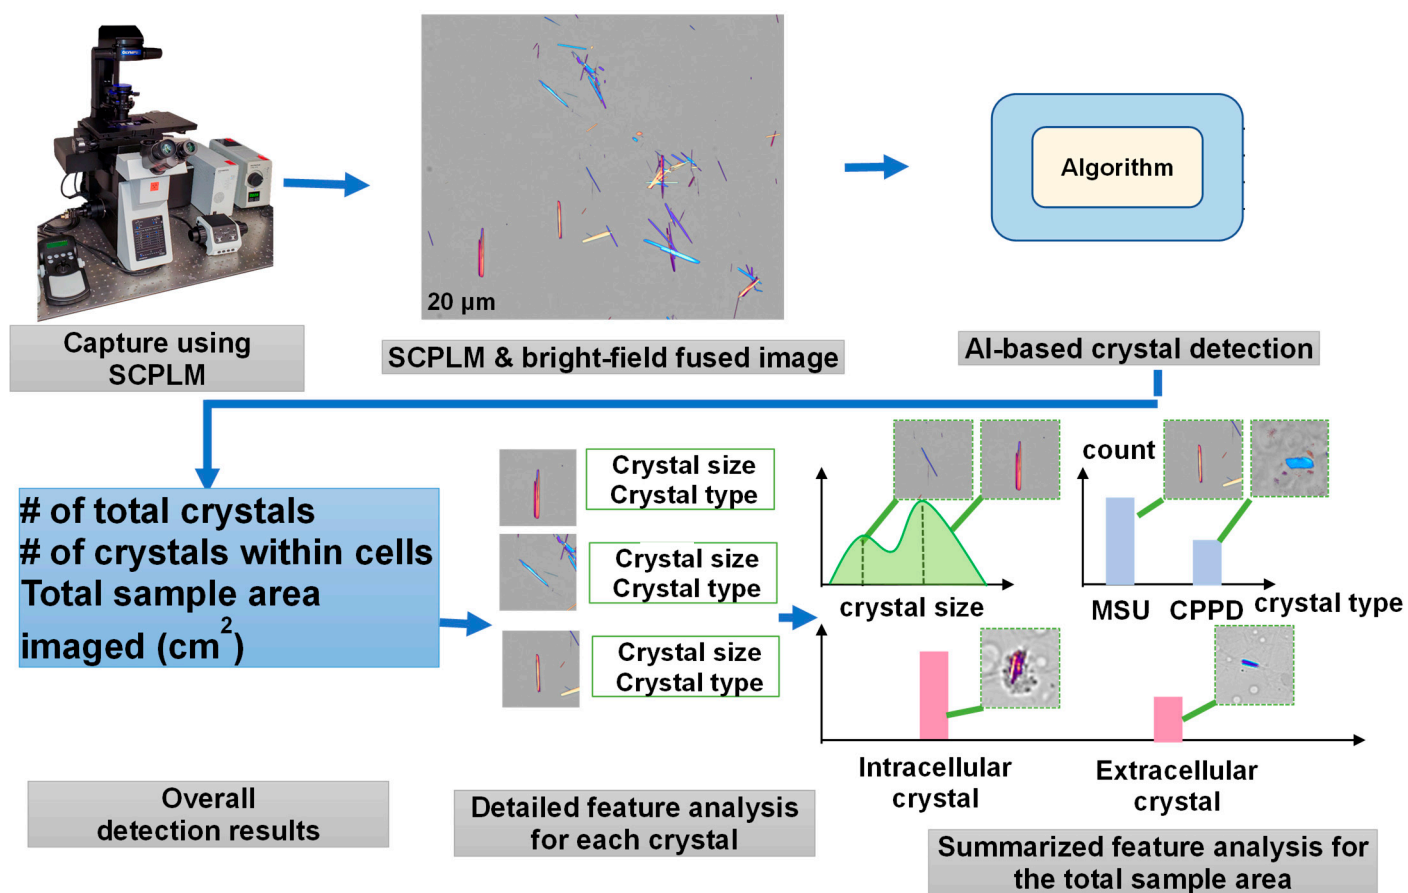 OLYMPUS
20 µm
Algorithm
Capture using
SCPLM
SCPLM & bright-field fused image
AI-based crystal detection
# of total crystals
# of crystals within cells
Total sample area
imaged (cm²)
Crystal size
Crystal type
Crystal size
Crystal type
Crystal size
Crystal type
crystal size
count
MSU CPPD crystal type
Intracellular
crystal
Extracellular
crystal
Overall
detection results
Detailed feature analysis
for each crystal
Summarized feature analysis for
the total sample area